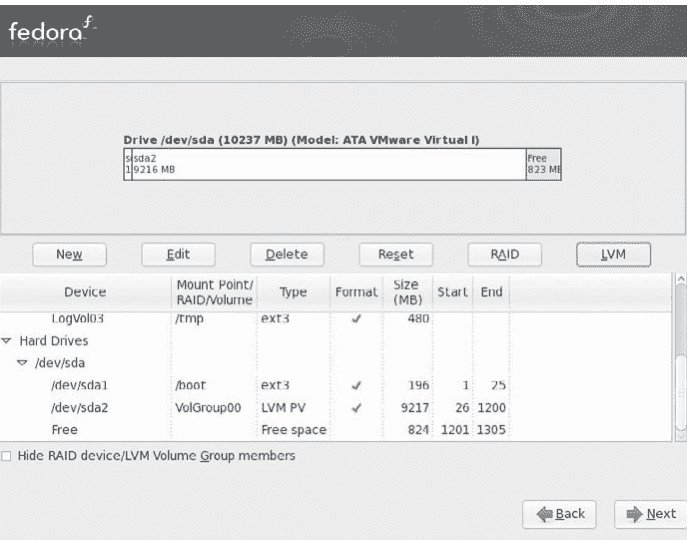 fedora
Drive /dev/sda (10237 MB) (Model: ATA VMware Virtual I)
sda2 Free
9216 MB 823 MB
New Edit Delete Reset RAID LVM
Device Mount Point/ RAID/Volume Type Format Size (MB) Start End
LogVol03 /tmp ext3 480
Hard Drives
/dev/sda
/dev/sda1 /boot ext3 196 1 25
/dev/sda2 VolGroup00 LVM PV 9217 26 1200
Free Free space 824 1201 1305
Hide RAID device/LVM Volume Group members
Back Next